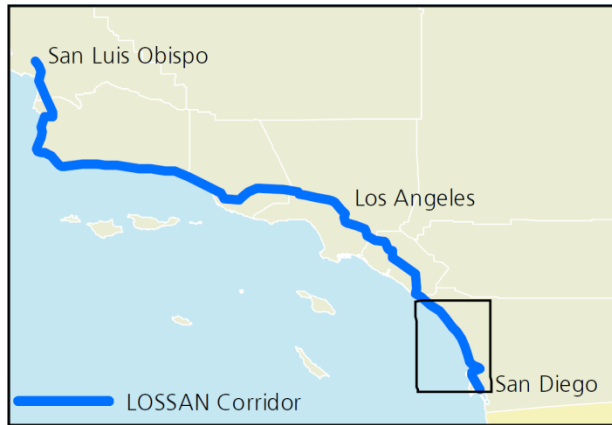 San Luis Obispo
Los Angeles
San Diego
LOSSAN Corridor